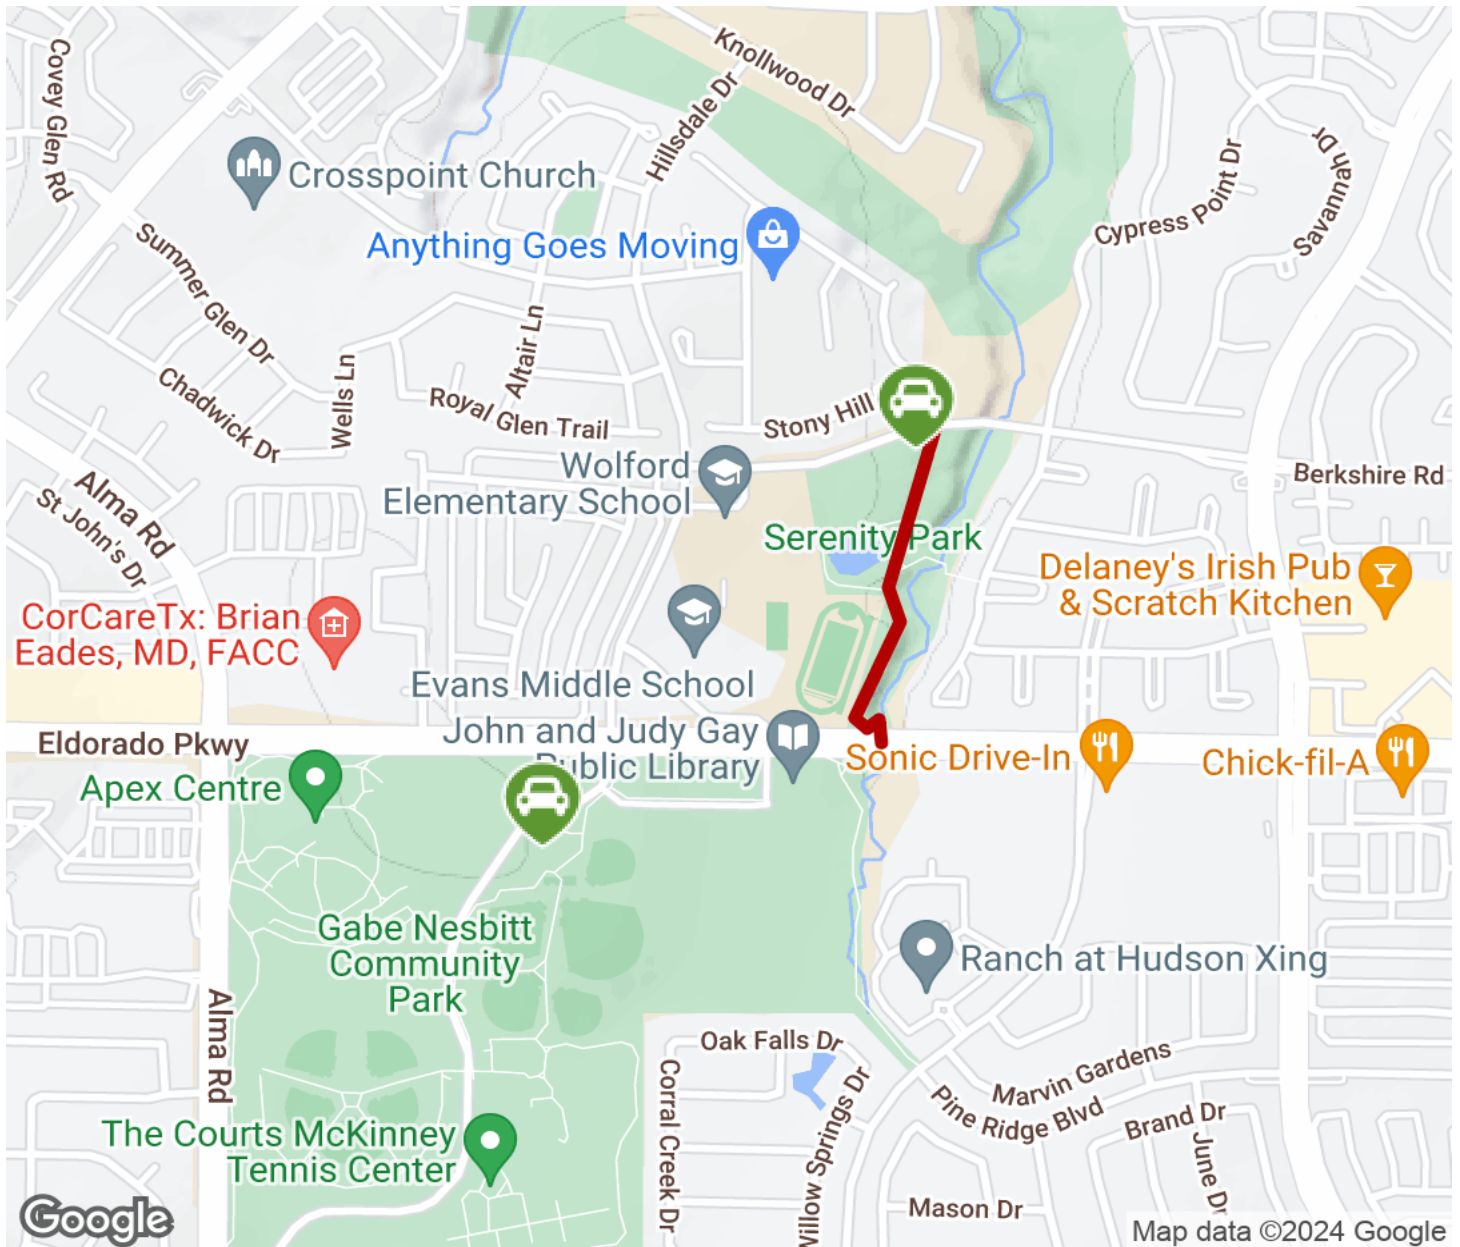 Knollwood Dr
Covey Glen Rd
Hillsdale Dr
Savannah Dr
Crosspoint Church
Cypress Point Dr
Anything Goes Moving
Summer Glen Dr
Altair Ln
Wells Ln
Chadwick Dr
Royal Glen Trail
Stony Hill
Wolford
Elementary School
Berkshire Rd
Alma Rd
St John's Dr
Serenity Park
Delaney's Irish Pub
& Scratch Kitchen
CorCareTx: Brian
Eades, MD, FACC
Evans Middle School
John and Judy Gay
Public Library
Eldorado Pkwy
Sonic Drive-In
Chick-fil-A
Apex Centre
Gabe Nesbitt
Community
Park
Ranch at Hudson Xing
Alma Rd
Oak Falls Dr
Corral Creek Dr
Willow Springs Dr
Marvin Gardens
Pine Ridge Blvd
Brand Dr
June Dr
The Courts McKinney
Tennis Center
Mason Dr
Google
Map data ©2024 Google